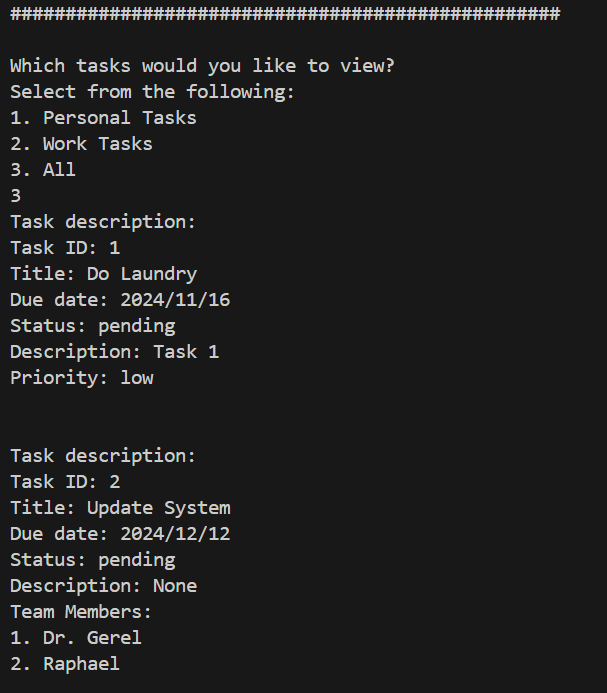 ##################################################
Which tasks would you like to view?
Select from the following:
1. Personal Tasks
2. Work Tasks
3. All
3
Task description:
Task ID: 1
Title: Do Laundry
Due date: 2024/11/16
Status: pending
Description: Task 1
Priority: low
Task description:
Task ID: 2
Title: Update System
Due date: 2024/12/12
Status: pending
Description: None
Team Members:
1. Dr. Gerel
2. Raphael